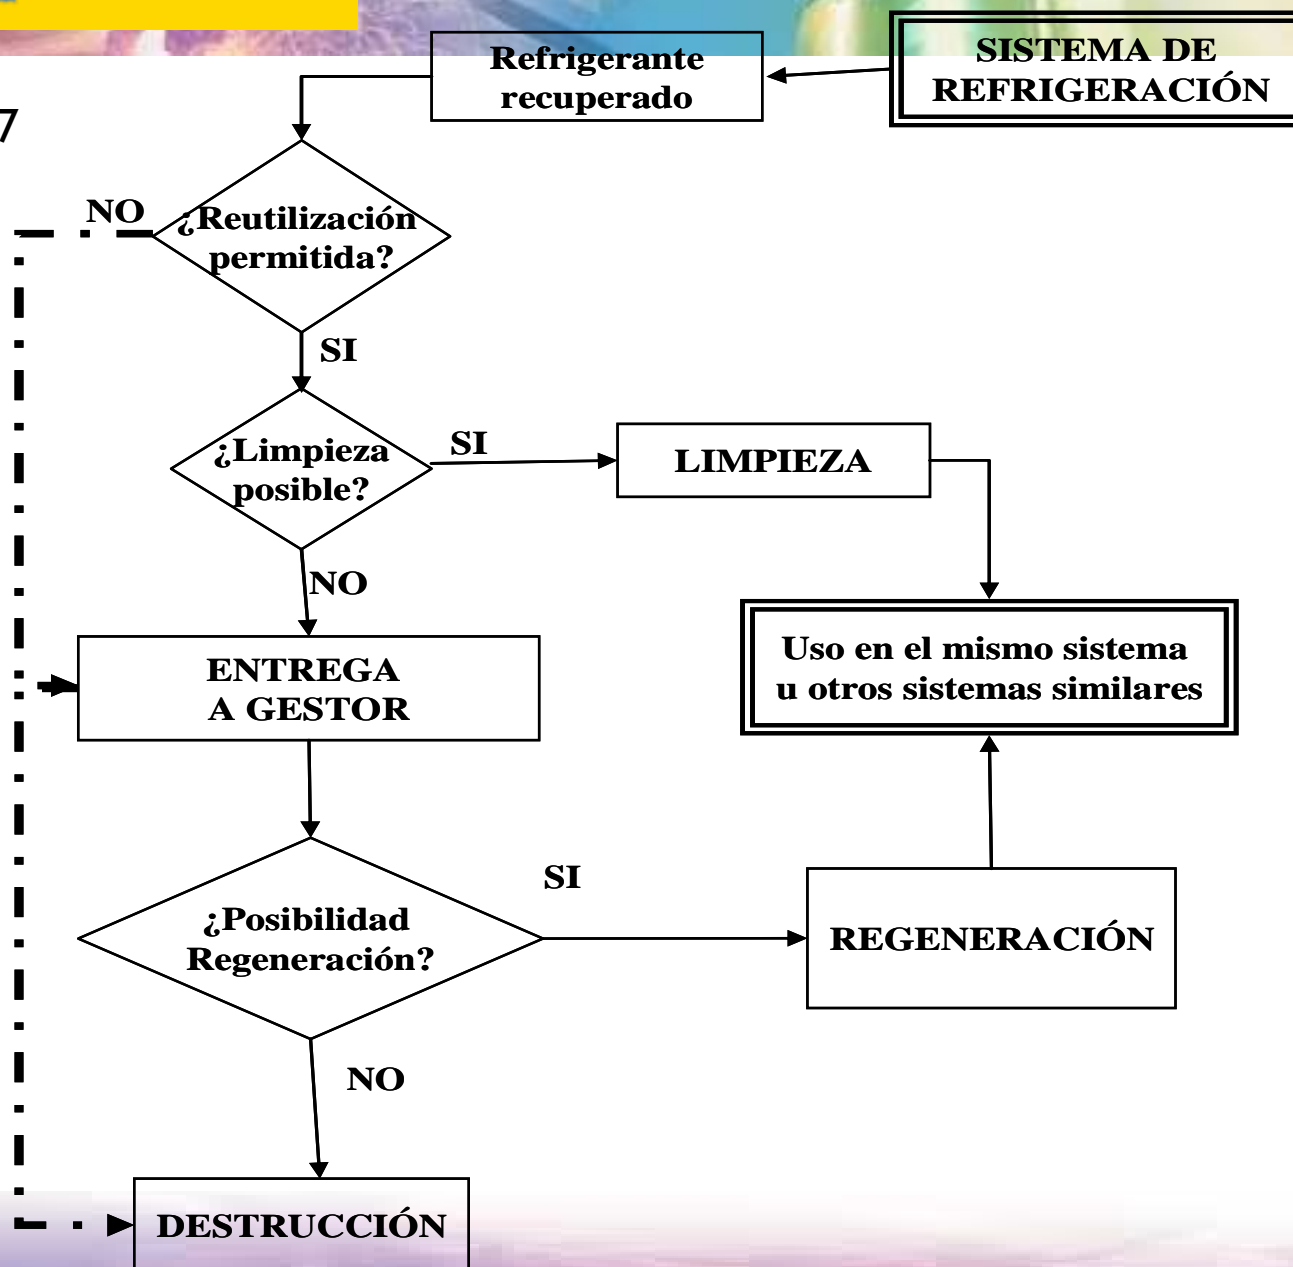 SISTEMA DE
REFRIGERACIÓN
Refrigerante
recuperado
7
NO
¿Reutilización
permitida?
SI
¿Limpieza
posible?
SI
LIMPIEZA
NO
ENTREGA
A GESTOR
Uso en el mismo sistema
u otros sistemas similares
¿Posibilidad
Regeneración?
SI
REGENERACIÓN
NO
DESTRUCCIÓN